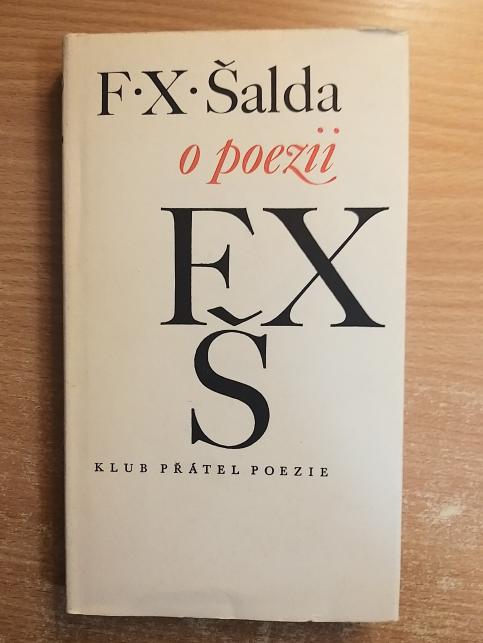 F·X·Šalda
o poezii
FX
Š
KLUB PŘÁTEL POEZIE